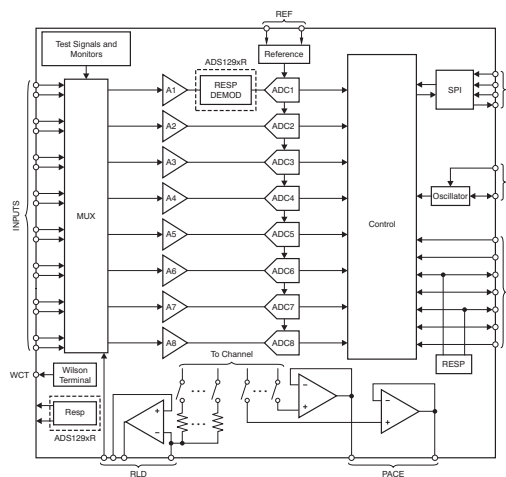 REF
Test Signals and
Monitors
ADS129xR
Reference
A1
RESP
DEMOD
ADC1
SPI
A2
ADC2
A3
ADC3
INPUTS
MUX
A4
ADC4
Control
Oscillator
A5
ADC5
A6
ADC6
A7
ADC7
A8
ADC8
RESP
To Channel
WCT
Wilson
Terminal
Resp
ADS129xR
RLD
PACE